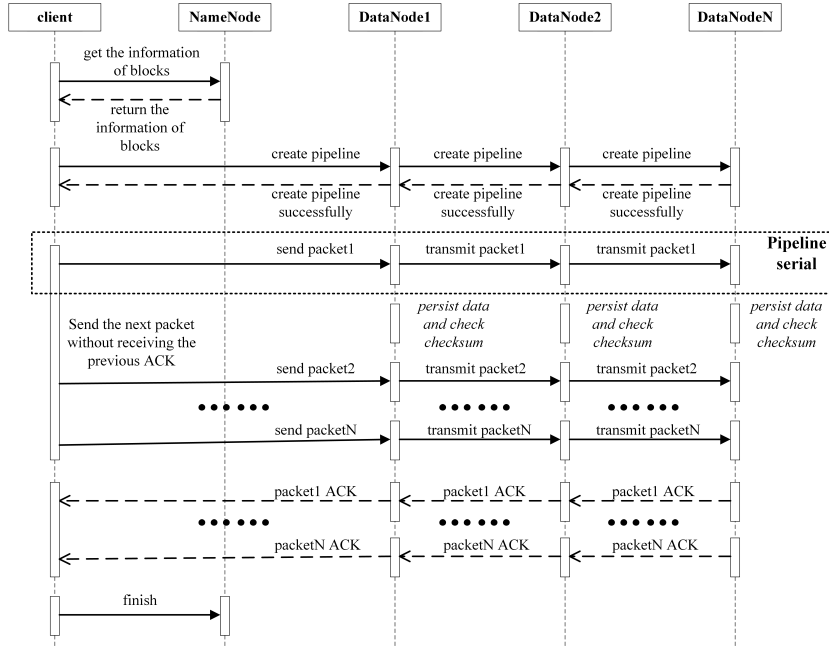 client
NameNode
DataNode1
DataNode2
DataNodeN
get the information
of blocks
return the
information of
blocks
create pipeline
create pipeline
create pipeline
create pipeline
successfully
create pipeline
successfully
create pipeline
successfully
Pipeline
serial
send packet1
transmit packet1
transmit packet1
Send the next packet
without receiving the
previous ACK
persist data
and check
checksum
persist data
and check
checksum
persist data
and check
checksum
send packet2
transmit packet2
transmit packet2
send packetN
transmit packetN
transmit packetN
packet1 ACK
packet1 ACK
packet1 ACK
packetN ACK
packetN ACK
packetN ACK
finish